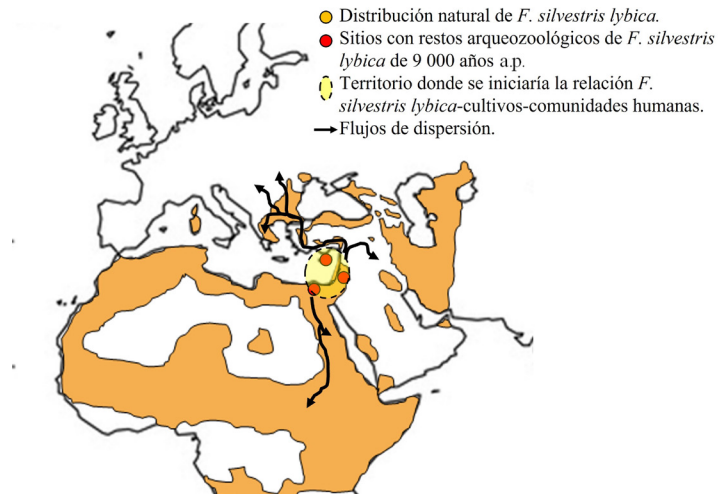 Distribución natural de F. silvestris lybica.
Sitios con restos arqueozoológicos de F. silvestris
lybica de 9 000 años a.p.
Territorio donde se iniciaría la relación F.
silvestris lybica-cultivos-comunidades humanas.
Flujos de dispersión.